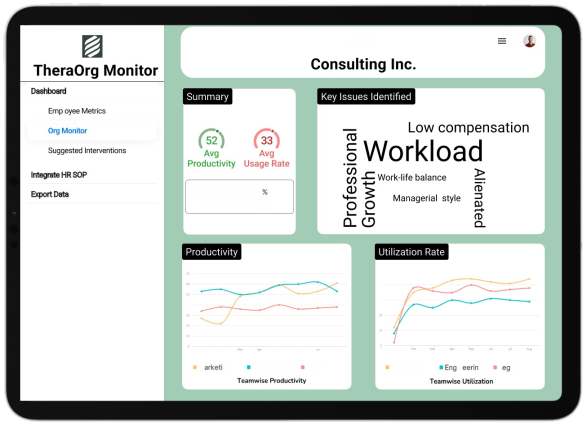 TheraOrg Monitor
Dashboard
Emp oyee Metrics
Org Monitor
Suggested Interventions
Integrate HR SOP
Export Data
Consulting Inc.
Summary
52
Avg
Productivity
33
Avg
Usage Rate
%
Key Issues Identified
Low compensation
Workload
Professional
Growth
Work-life balance
Managerial style
Alienated
Productivity
arketi
Teamwise Productivity
Utilization Rate
Eng eerin eg
Teamwise Utilization